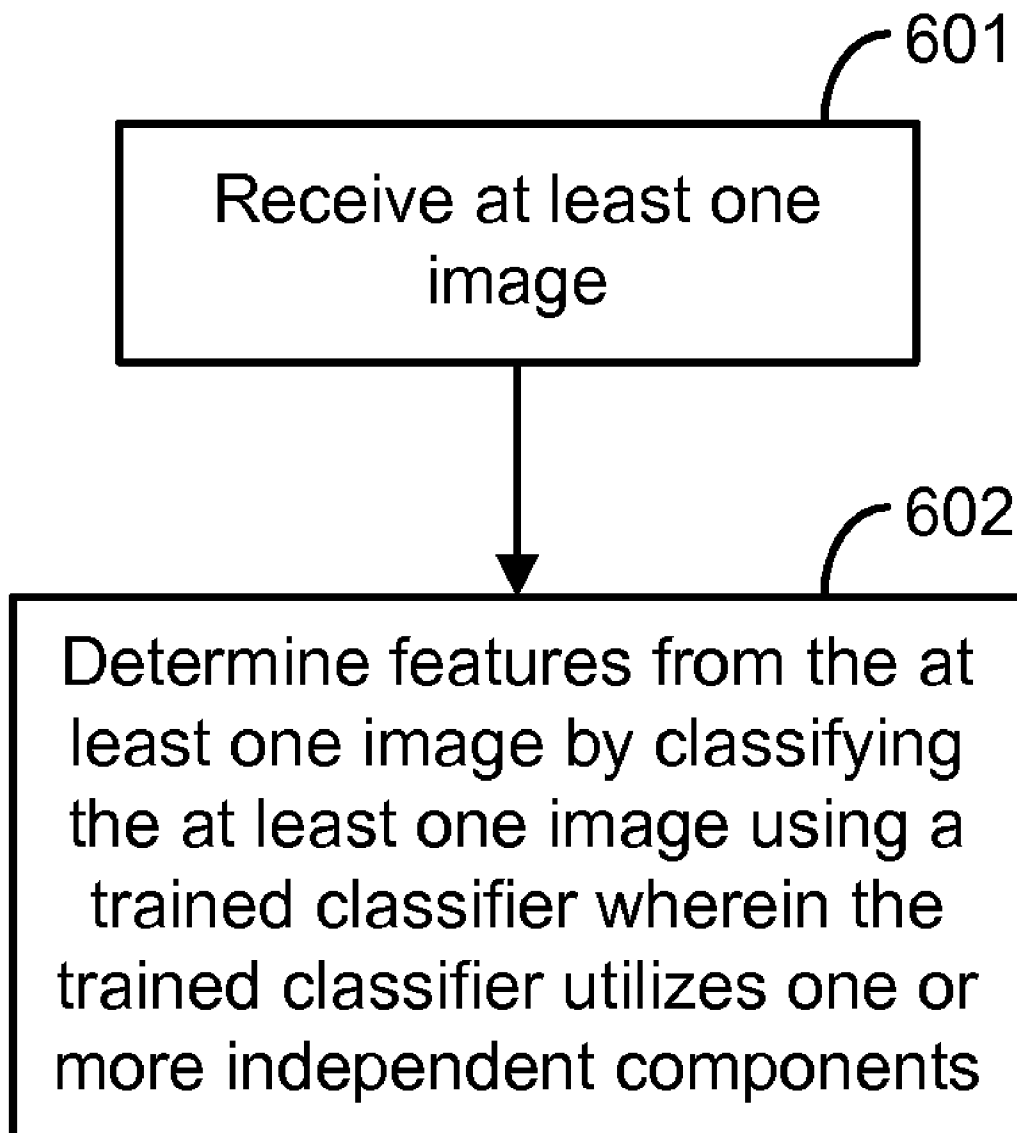 601
Receive at least one
image
602
Determine features from the at
least one image by classifying
the at least one image using a
trained classifier wherein the
trained classifier utilizes one or
more independent components